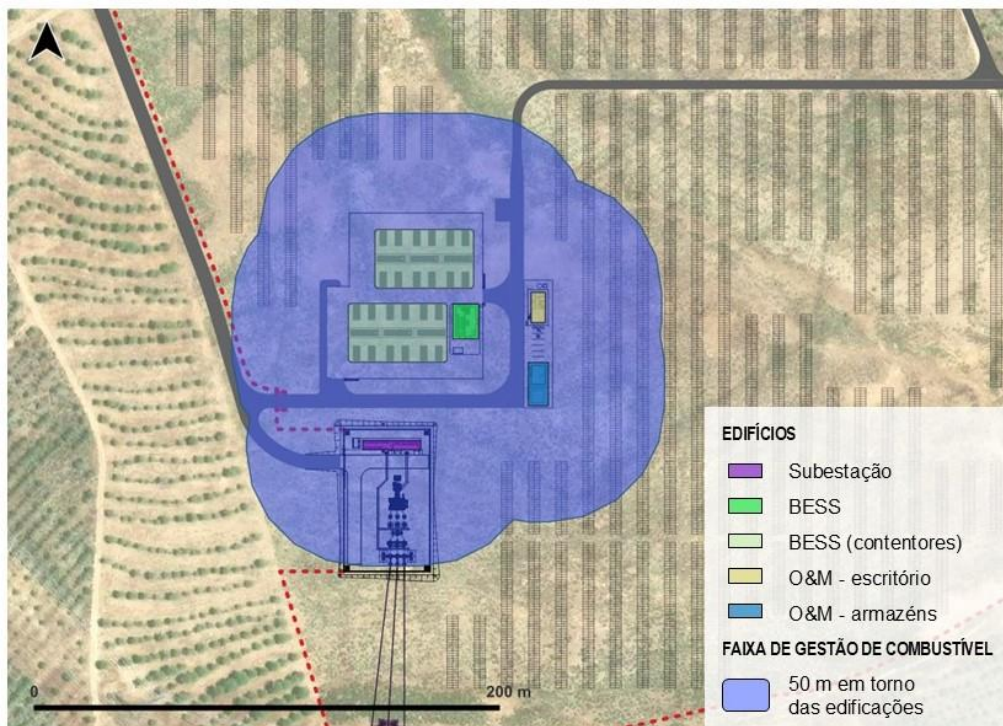 EDIFÍCIOS
Subestação
BESS
BESS (contentores)
O&M - escritório
O&M - armazéns
FAIXA DE GESTÃO DE COMBUSTÍVEL
50 m em torno
das edificações
0 200 m